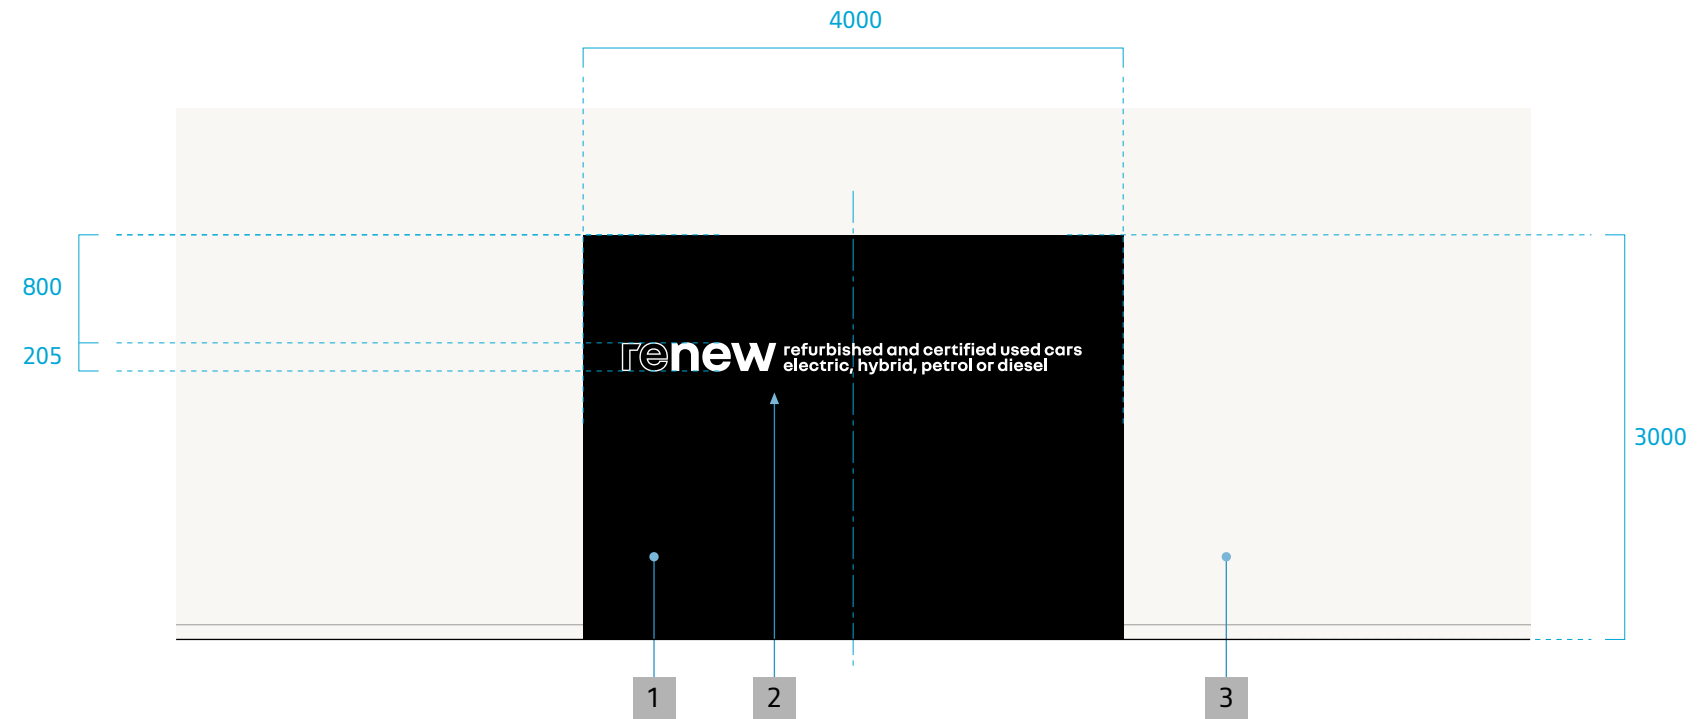 4000
800
205
renew refurbished and certified used cars
electric, hybrid, petrol or diesel
3000
1 2 3